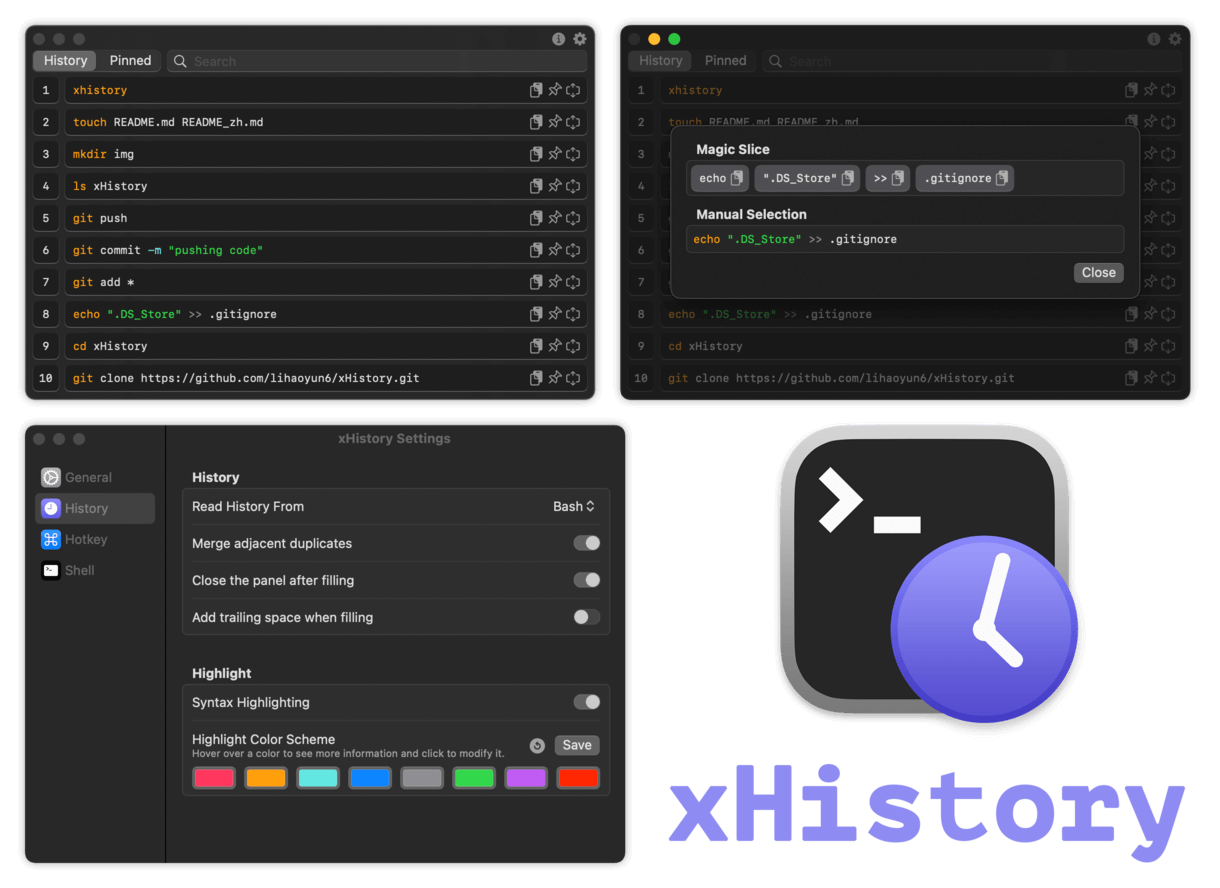 History Pinned Search
1 xhistory
2 touch README.md README_zh.md
3 mkdir img
4 ls xHistory
5 git push
6 git commit -m "pushing code"
7 git add *
8 echo ".DS_Store" >> .gitignore
9 cd xHistory
10 git clone https://github.com/lihaoyun6/xHistory.git
History Pinned Search
1 xhistory
2 touch README.md README_zh.md
3
4
5
6
7
8 echo ".DS_Store" >> .gitignore
9 cd xHistory
10 git clone https://github.com/lihaoyun6/xHistory.git
Magic Slice
echo ".DS_Store" >> .gitignore
Manual Selection
echo ".DS_Store" >> .gitignore
Close
xHistory Settings
General
History
Hotkey
Shell
History
Read History From Bash
Merge adjacent duplicates
Close the panel after filling
Add trailing space when filling
Highlight
Syntax Highlighting
Highlight Color Scheme
Hover over a color to see more information and click to modify it.
Save
>_
xHistory